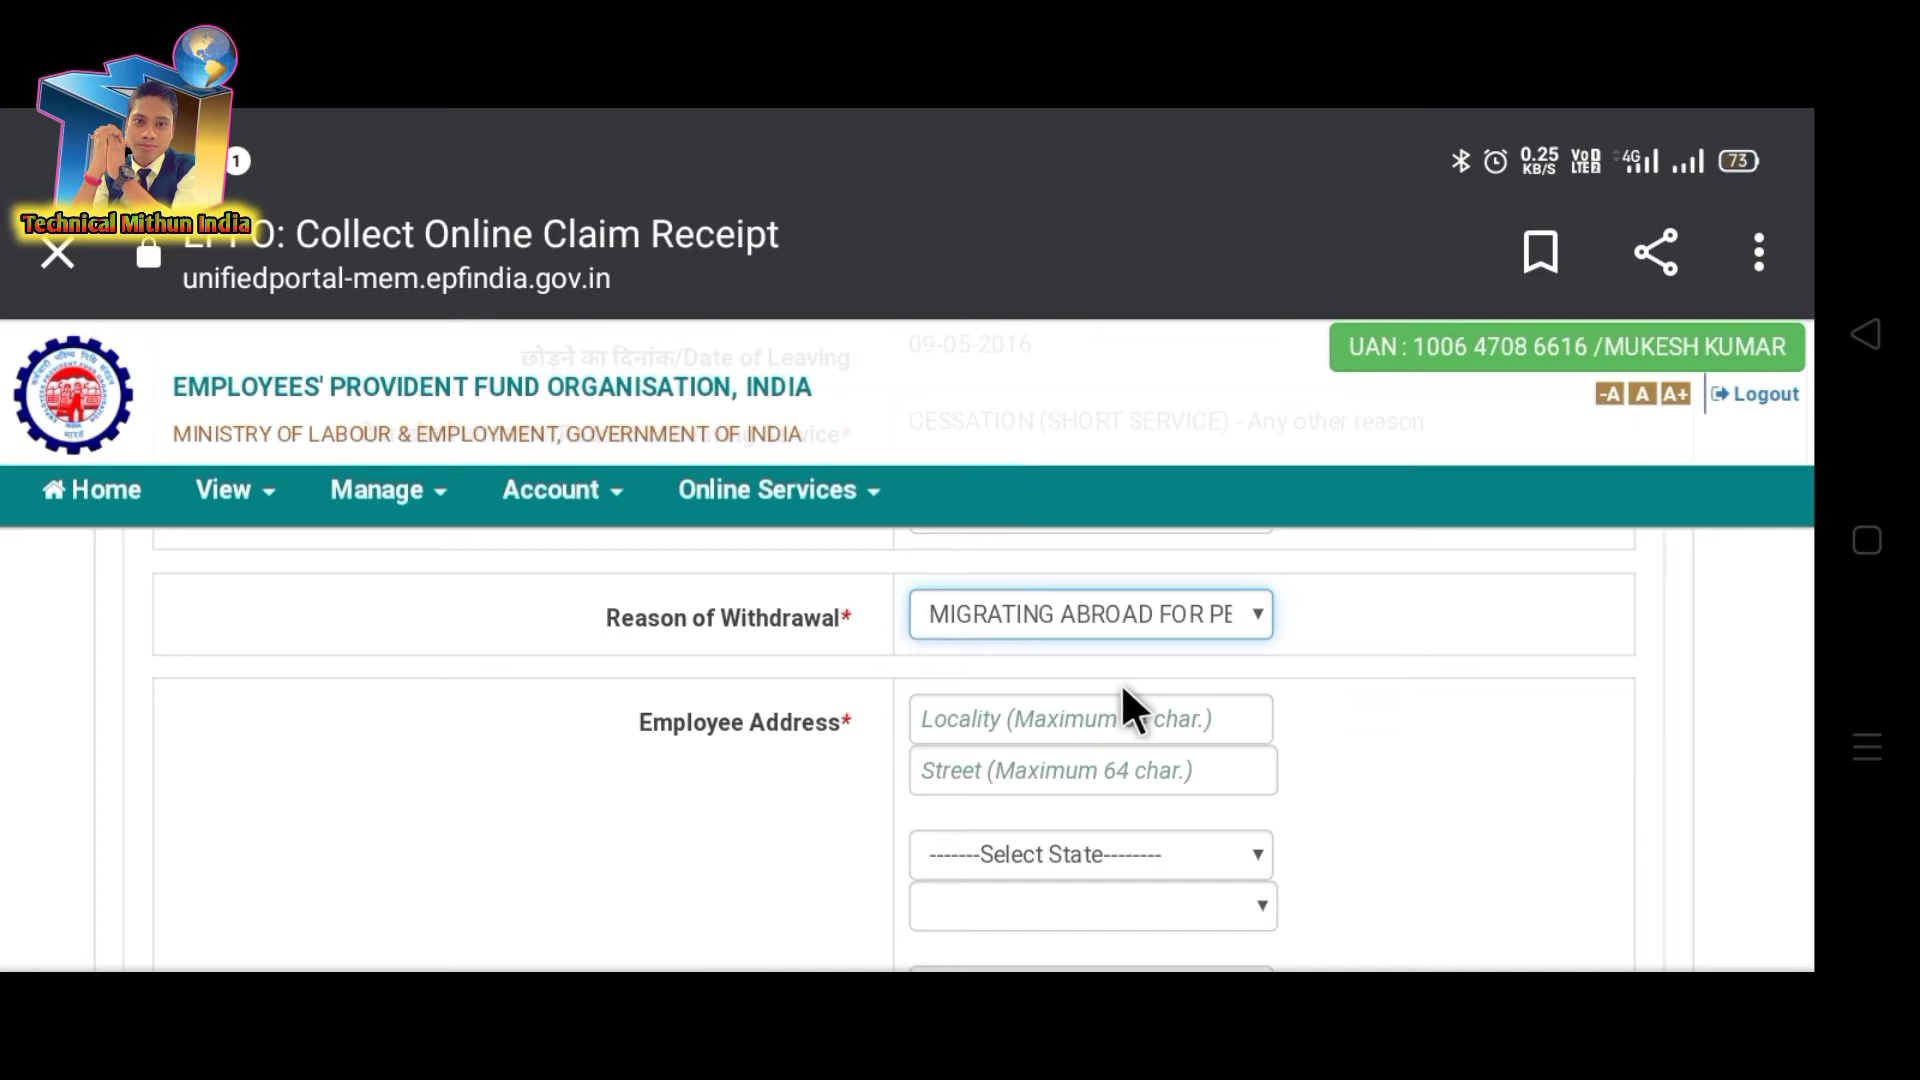 1
0.25
KB/S
VoD
LTE2
4G
73
Technical Mithun India
O: Collect Online Claim Receipt
unifiedportal-mem.epfindia.gov.in
छोड़ने का दिनांक/Date of Leaving
09-05-2016
UAN : 1006 4708 6616 /MUKESH KUMAR
EMPLOYEES' PROVIDENT FUND ORGANISATION, INDIA
-A A A+ Logout
CESSATION (SHORT SERVICE) - Any other reason
MINISTRY OF LABOUR & EMPLOYMENT, GOVERNMENT OF INDIA
Home View Manage Account Online Services
Reason of Withdrawal*
MIGRATING ABROAD FOR PE
Employee Address*
Locality (Maximum char.)
Street (Maximum 64 char.)
-------Select State--------